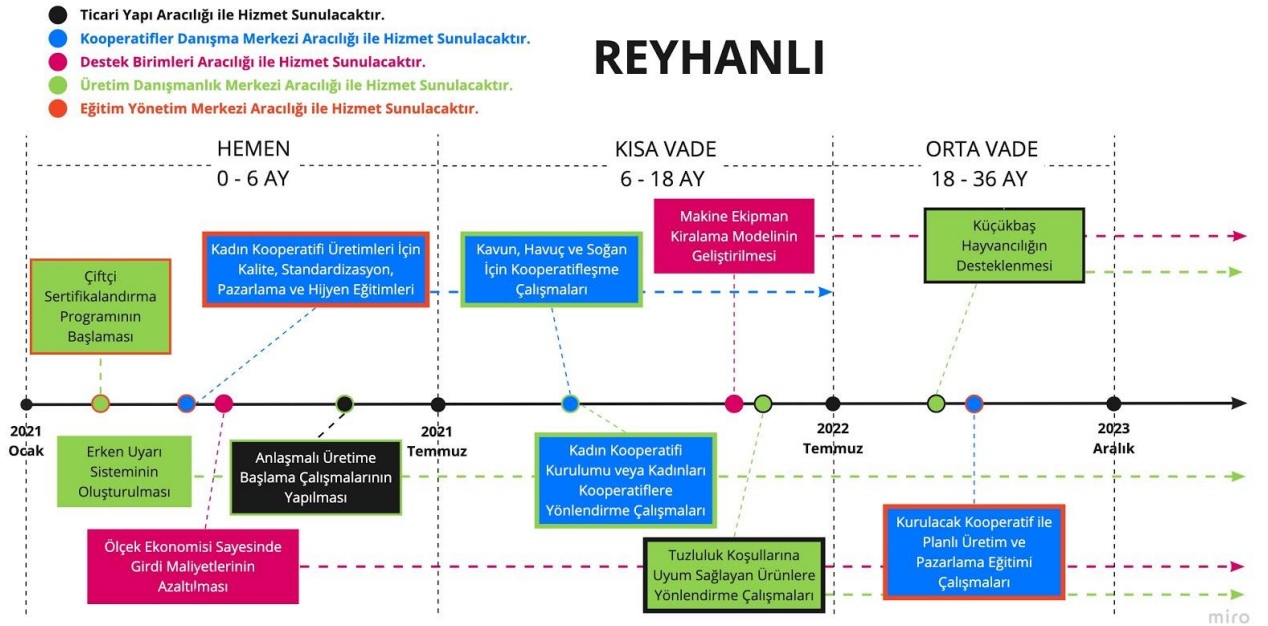 Ticari Yapı Aracılığı ile Hizmet Sunulacaktır.
Kooperatifler Danışma Merkezi Aracılığı ile Hizmet Sunulacaktır.
Destek Birimleri Aracılığı ile Hizmet Sunulacaktır.
Üretim Danışmanlık Merkezi Aracılığı ile Hizmet Sunulacaktır.
Eğitim Yönetim Merkezi Aracılığı ile Hizmet Sunulacaktır.
REYHANLI
HEMEN
0 - 6 AY
KISA VADE
6 - 18 AY
ORTA VADE
18 - 36 AY
Çiftçi
Sertifikalandırma
Programının
Başlaması
Kadın Kooperatifi Üretimleri İçin
Kalite, Standardizasyon,
Pazarlama ve Hijyen Eğitimleri
Kavun, Havuç ve Soğan
İçin Kooperatifleşme
Çalışmaları
Makine Ekipman
Kiralama Modelinin
Geliştirilmesi
Küçükbaş
Hayvancılığın
Desteklenmesi
2021
Ocak
2021
Temmuz
2022
Temmuz
2023
Aralık
Erken Uyarı
Sisteminin
Oluşturulması
Anlaşmalı Üretime
Başlama Çalışmalarının
Yapılması
Kadın Kooperatifi
Kurulumu veya Kadınları
Kooperatiflere
Yönlendirme Çalışmaları
Ölçek Ekonomisi Sayesinde
Girdi Maliyetlerinin
Azaltılması
Tuzluluk Koşullarına
Uyum Sağlayan Ürünlere
Yönlendirme Çalışmaları
Kurulacak Kooperatif ile
Planlı Üretim ve
Pazarlama Eğitimi
Çalışmaları
miro